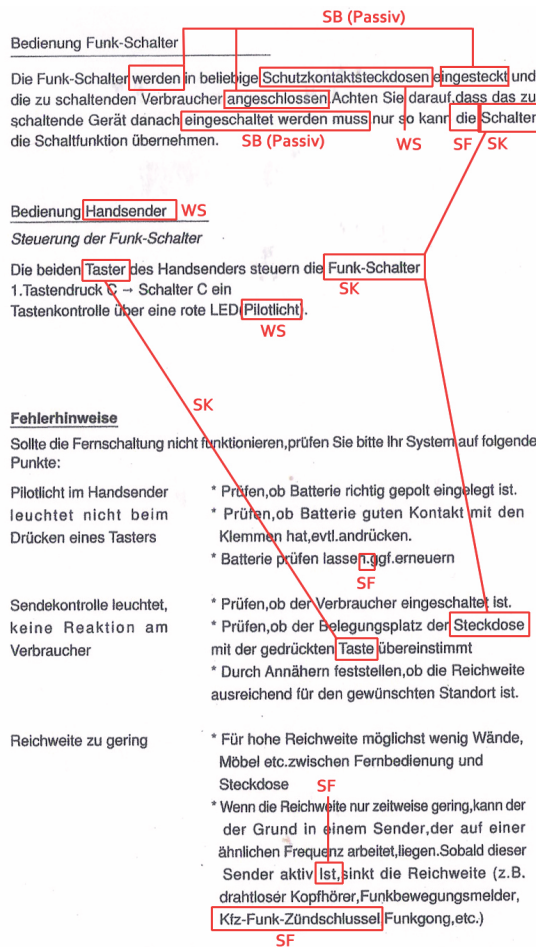 SB (Passiv)
Bedienung Funk-Schalter
Die Funk-Schalter werden in beliebige Schutzkontaktsteckdosen eingesteckt und
die zu schaltenden Verbraucher angeschlossen.Achten Sie darauf,dass das zu
schaltende Gerät danach eingeschaltet werden muss nur so kann die Schalter
die Schaltfunktion übernehmen.
SB (Passiv)
WS
SF
SK
Bedienung Handsender WS
Steuerung der Funk-Schalter
Die beiden Taster des Handsenders steuern die Funk-Schalter
SK
1.Tastendruck C → Schalter C ein
Tastenkontrolle über eine rote LED(Pilotlicht).
WS
SK
Fehlerhinweise
Sollte die Fernschaltung nicht funktionieren,prüfen Sie bitte Ihr System auf folgende
Punkte:
Pilotlicht im Handsender
leuchtet nicht beim
Drücken eines Tasters
* Prüfen,ob Batterie richtig gepolt eingelegt ist.
* Prüfen,ob Batterie guten Kontakt mit den
Klemmen hat,evtl.andrücken.
* Batterie prüfen lassen.ggf.erneuern
SF
Sendekontrolle leuchtet,
keine Reaktion am
Verbraucher
* Prüfen,ob der Verbraucher eingeschaltet ist.
* Prüfen,ob der Belegungsplatz der Steckdose
mit der gedrückten Taste übereinstimmt
* Durch Annähern feststellen,ob die Reichweite
ausreichend für den gewünschten Standort ist.
Reichweite zu gering
* Für hohe Reichweite möglichst wenig Wände,
Möbel etc.zwischen Fernbedienung und
Steckdose
SF
* Wenn die Reichweite nur zeitweise gering,kann der
der Grund in einem Sender,der auf einer
ähnlichen Frequenz arbeitet,liegen.Sobald dieser
Sender aktiv Ist,sinkt die Reichweite (z.B.
drahtloser Kopfhörer,Funkbewegungsmelder,
Kfz-Funk-Zündschlussel,Funkgong,etc.)
SF